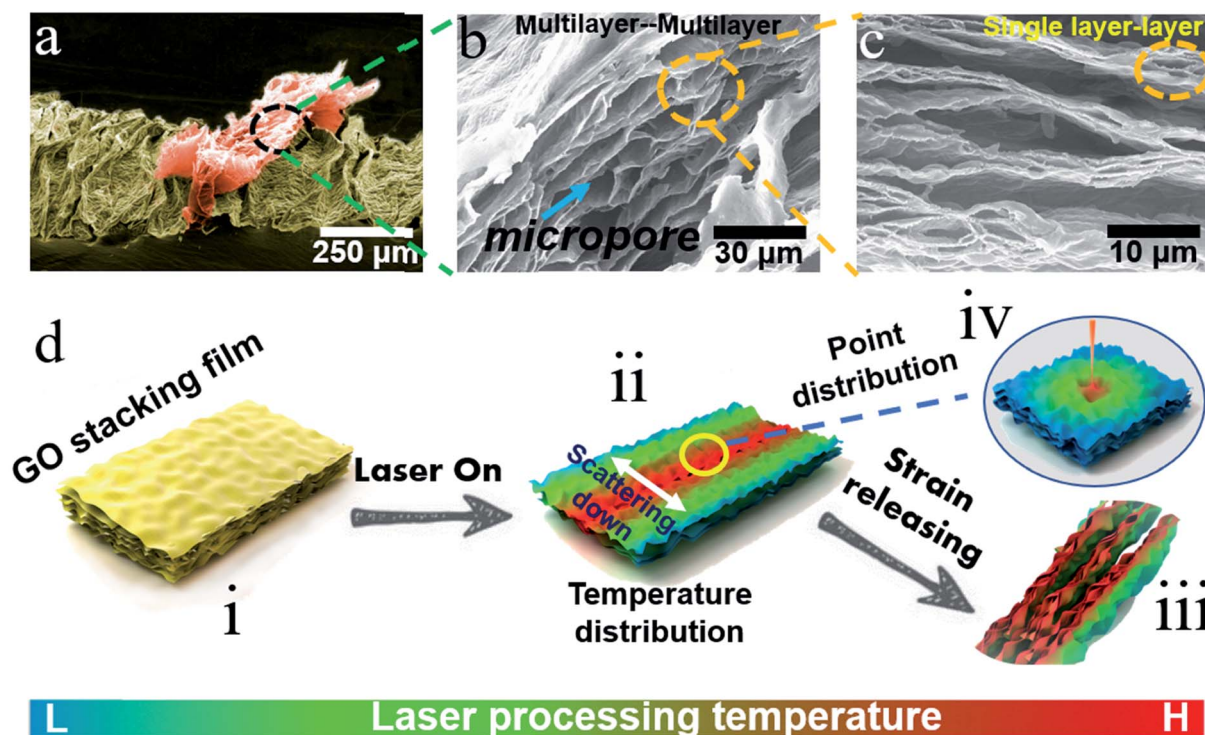 a
250 µm
b
Multilayer--Multilayer
micropore
30 µm
c
Single layer-layer
10 µm
d
GO stacking film
i
Laser On
ii
Scattering
down
Temperature
distribution
Point
distribution
iv
Strain
releasing
iii
L
Laser processing temperature
H